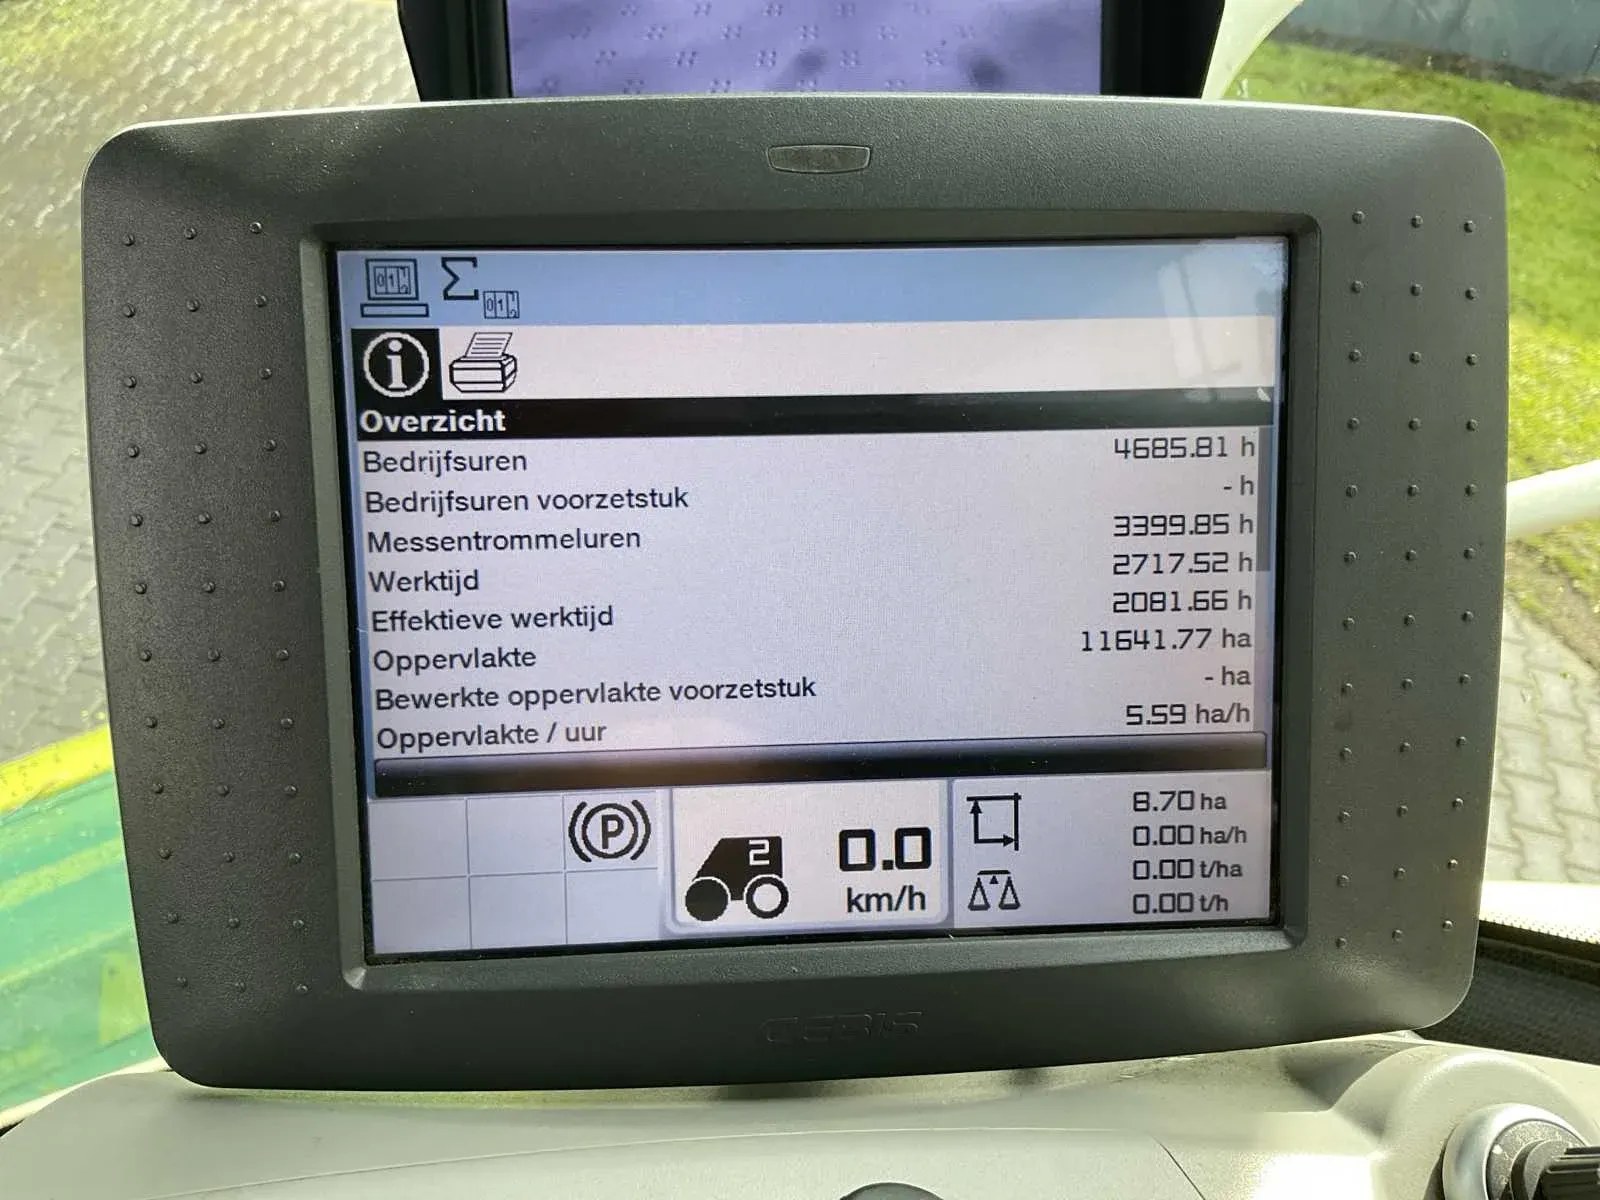 Overzicht
Bedrijfsuren 4685.81 h
Bedrijfsuren voorzetstuk - h
Messentrommeluren 3399.85 h
Werktijd 2717.52 h
Effektieve werktijd 2081.66 h
Oppervlakte 11641.77 ha
Bewerkte oppervlakte voorzetstuk - ha
Oppervlakte / uur 5.59 ha/h
P
2
0.0
km/h
8.70 ha
0.00 ha/h
0.00 t/ha
0.00 t/h
CEBIS